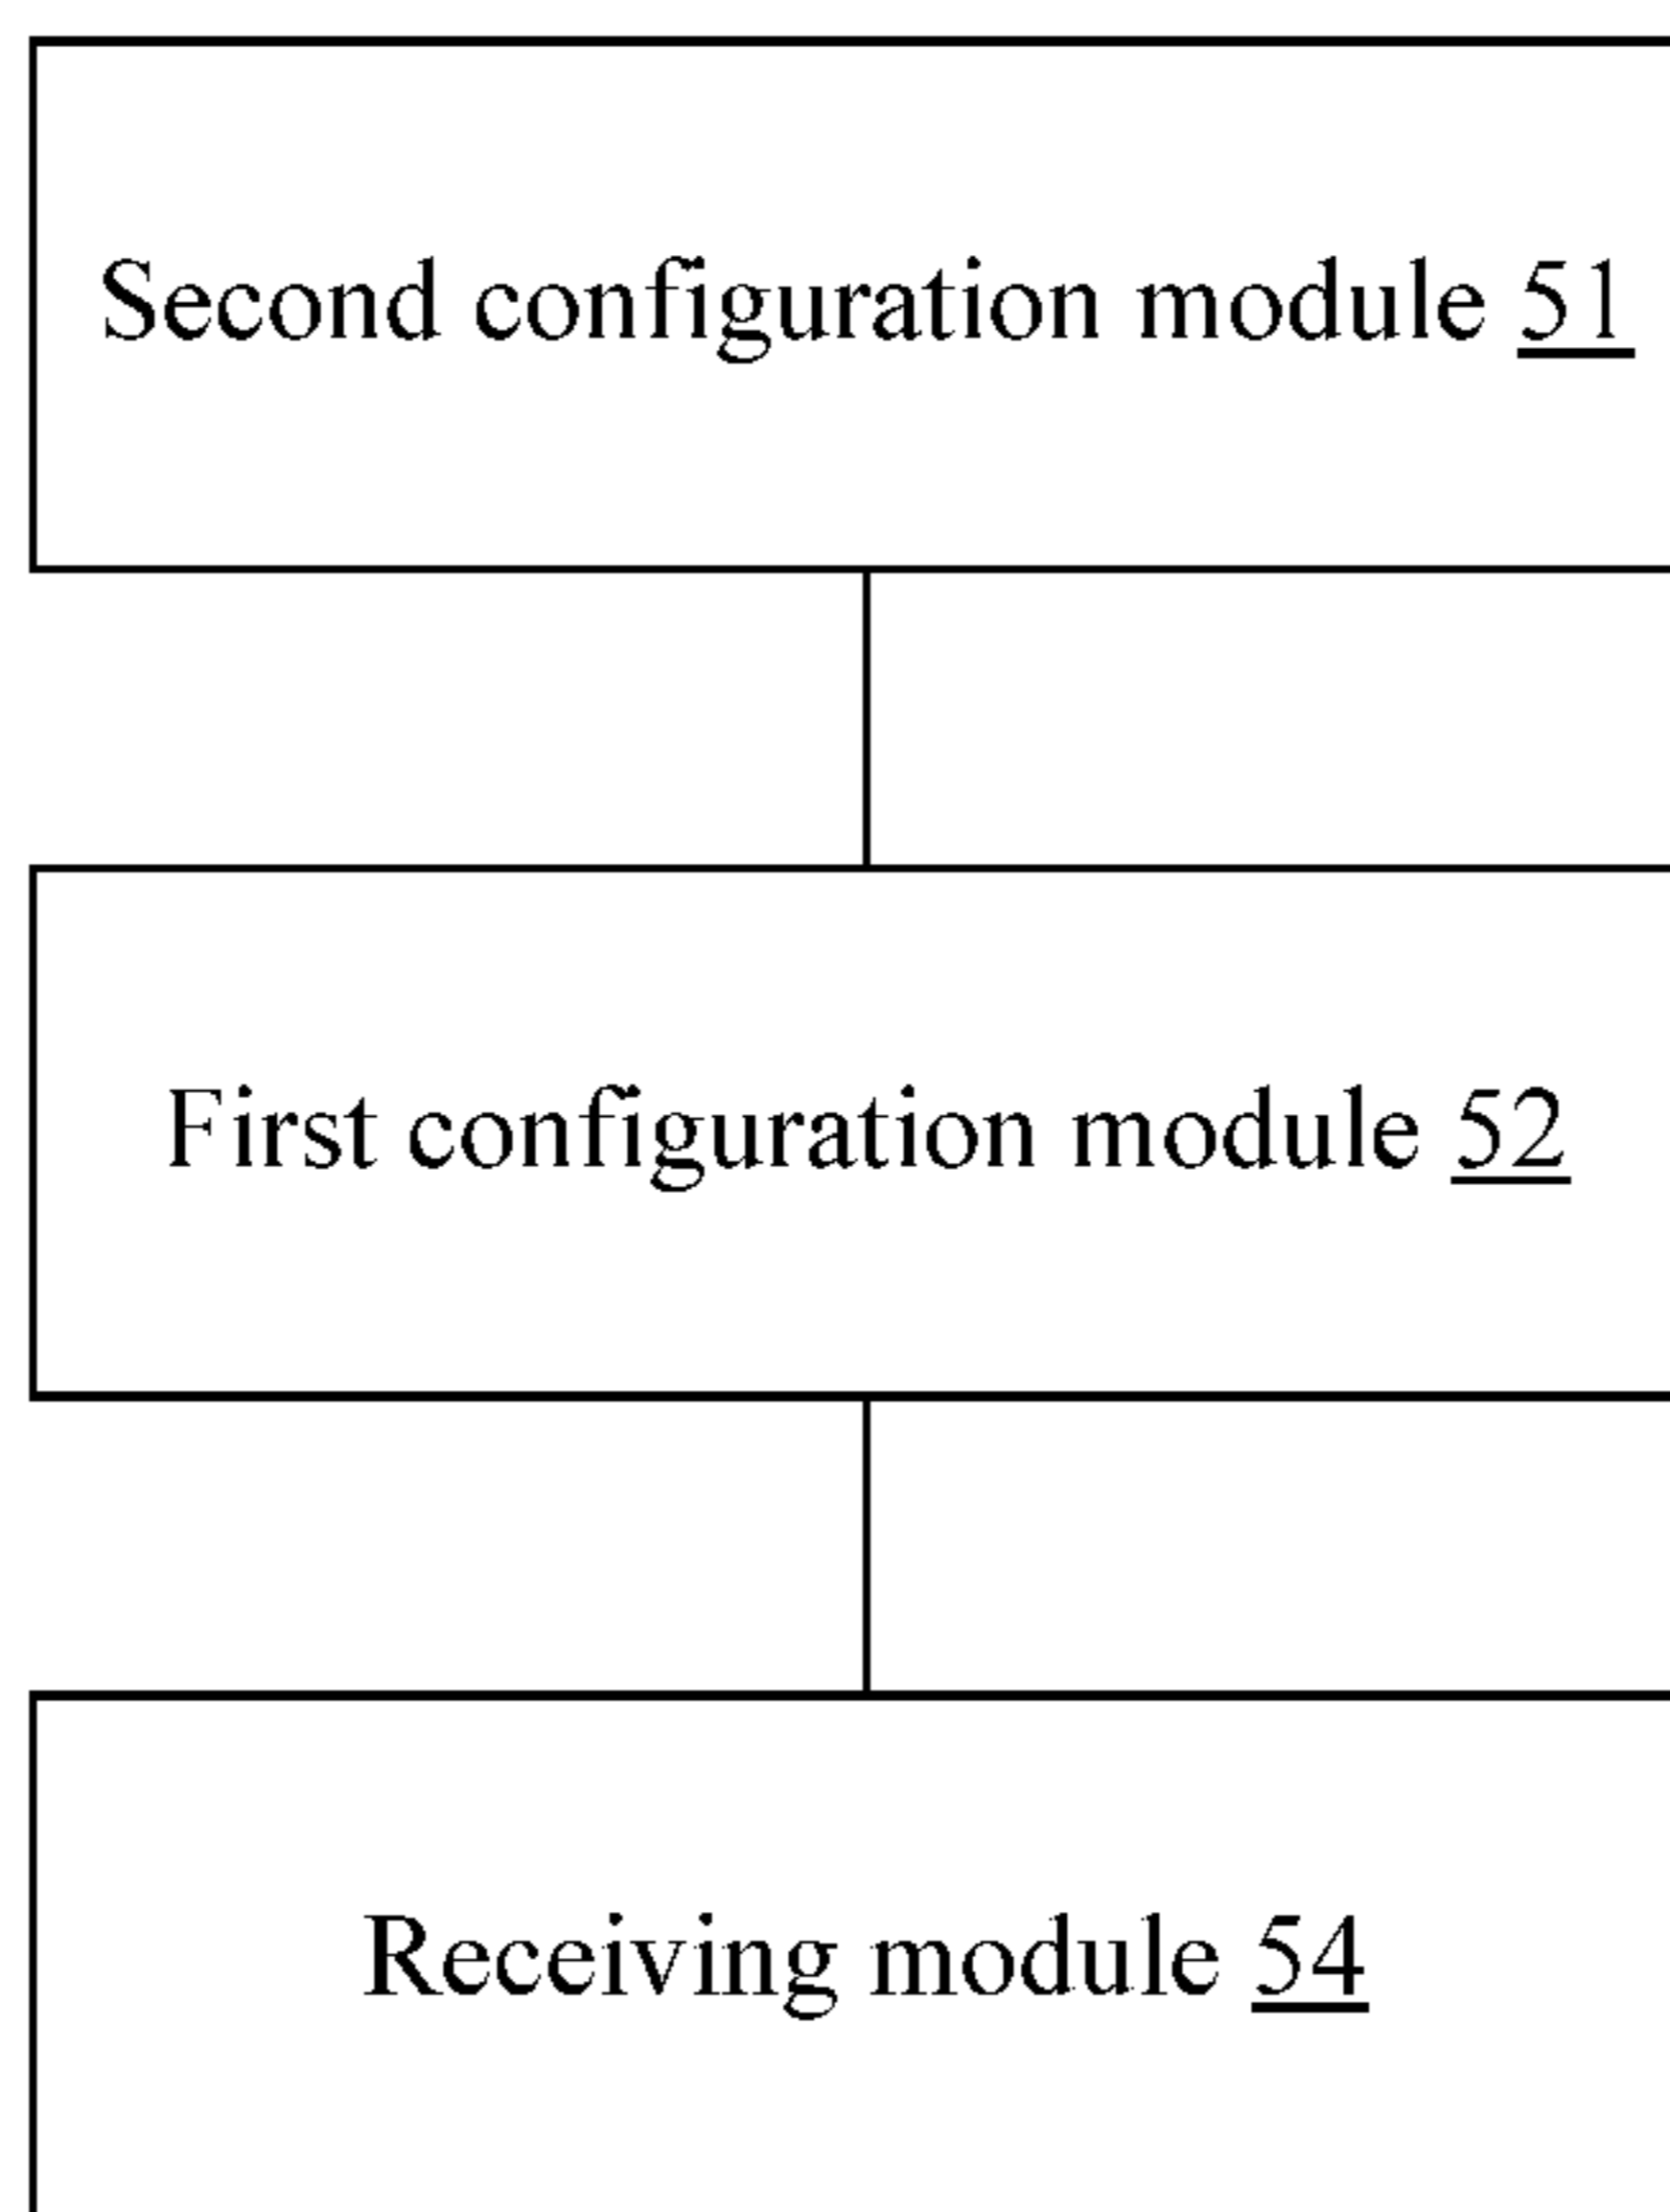 Second configuration module 51
First configuration module 52
Receiving module 54